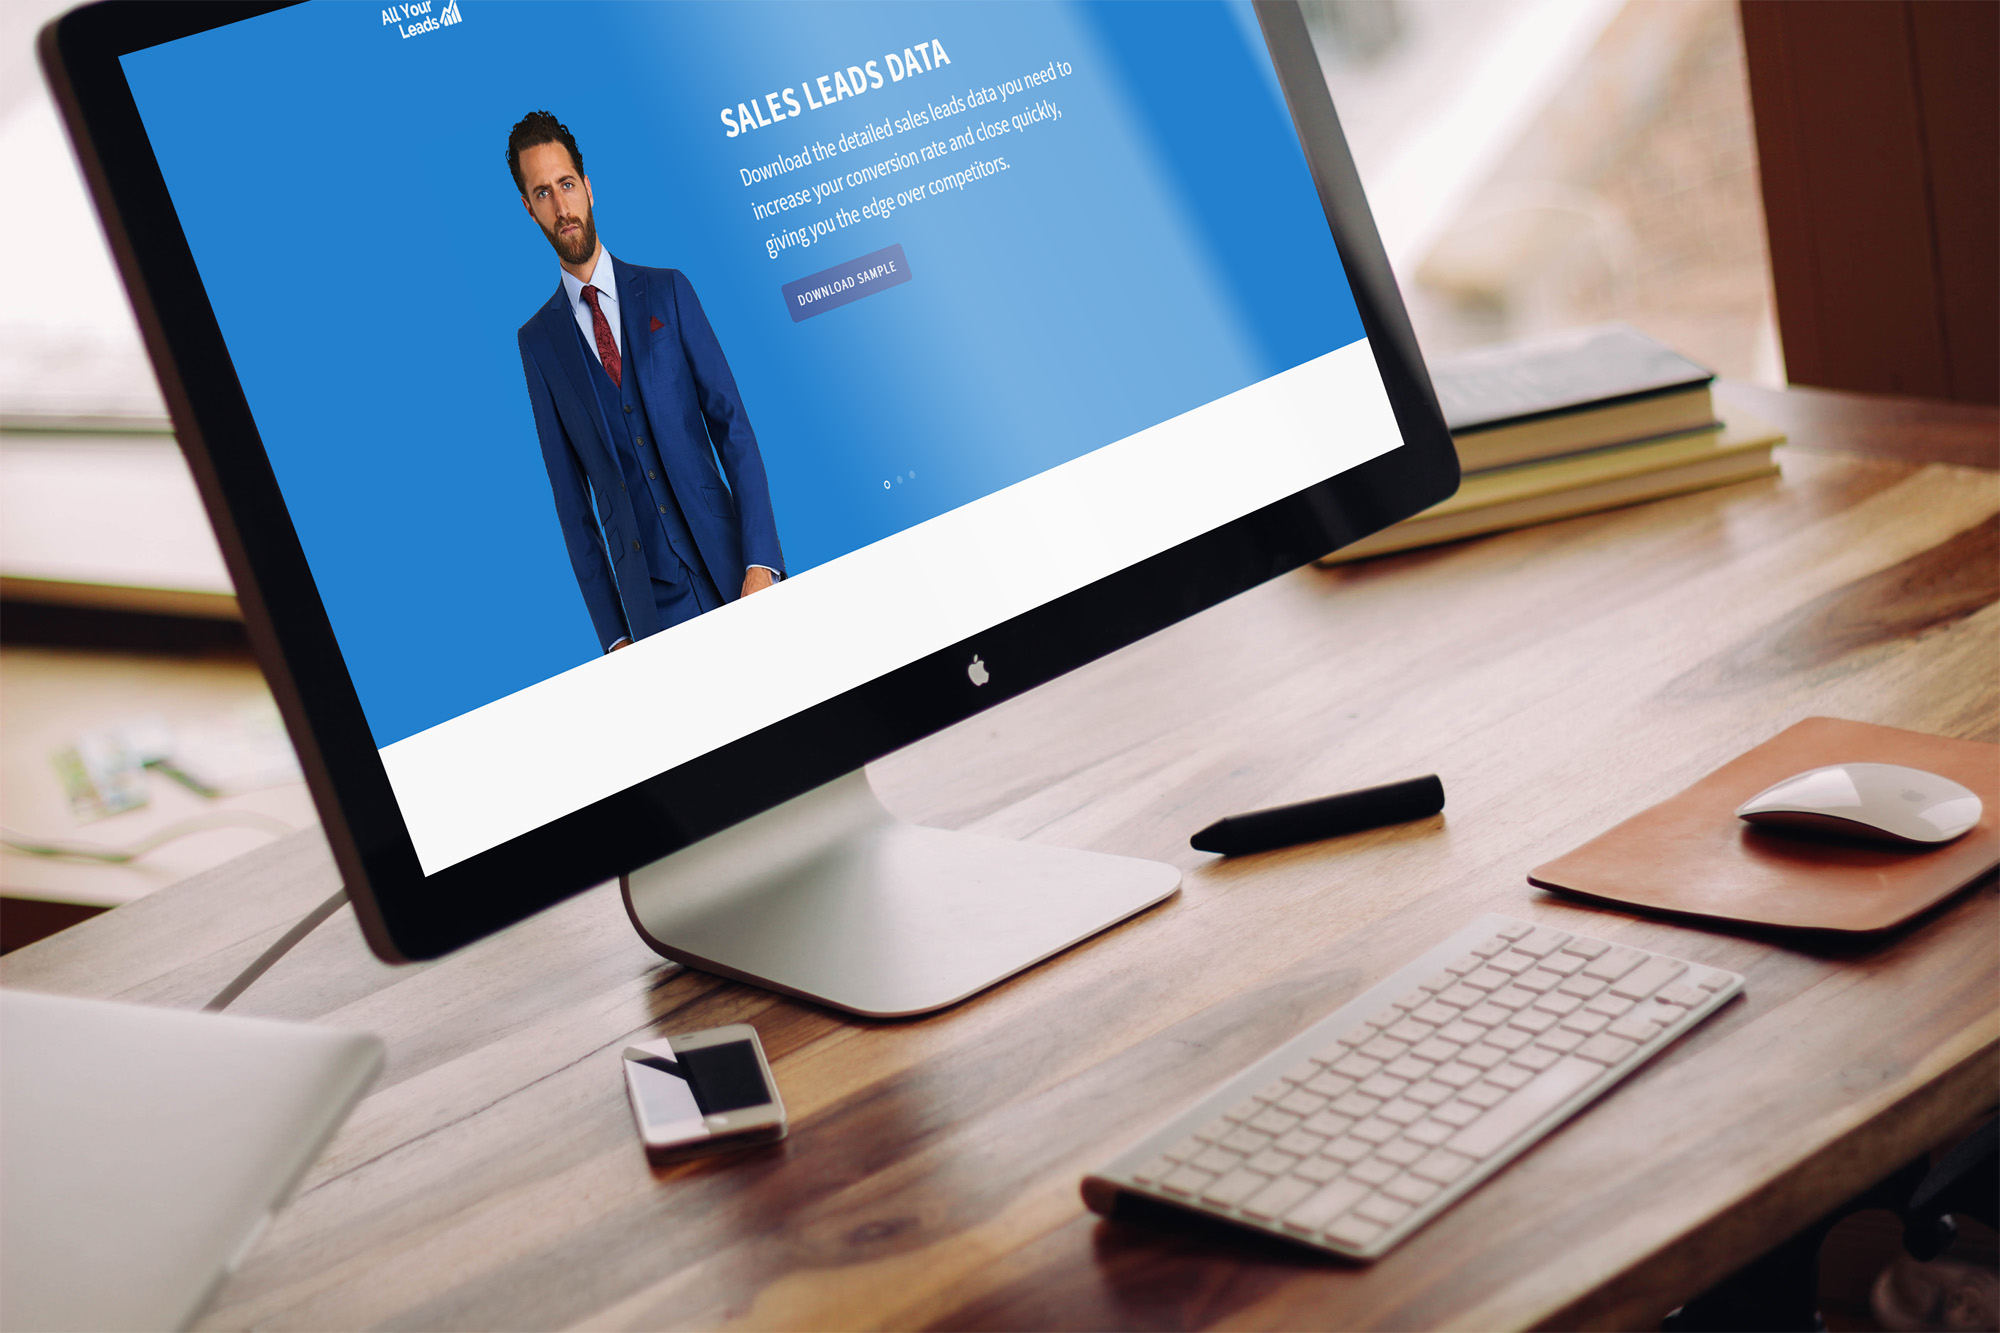 All Your
Leads
SALES LEADS DATA
Download the detailed sales leads data you need to
increase your conversion rate and close quickly,
giving you the edge over competitors.
DOWNLOAD SAMPLE